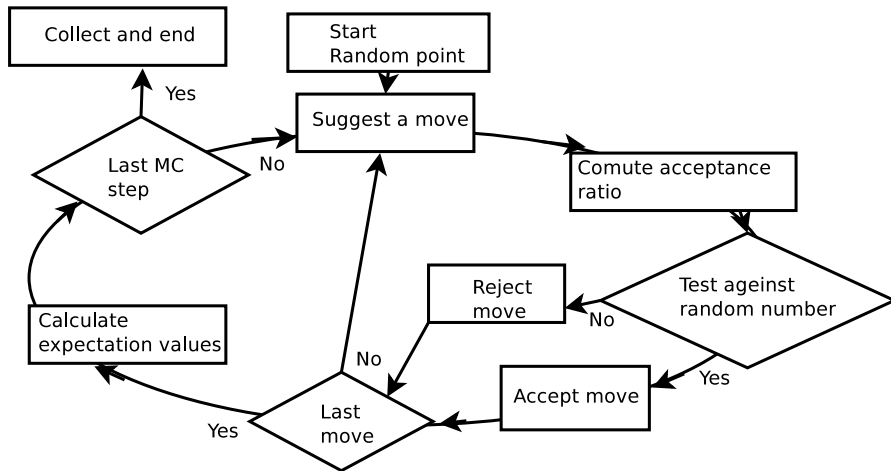 Collect and end
Start
Random point
Yes
Suggest a move
Last MC
step
No
Comute acceptance
ratio
Test ageinst
random number
Reject
move
No
Calculate
expectation values
No
Yes
Accept move
Last
move
Yes